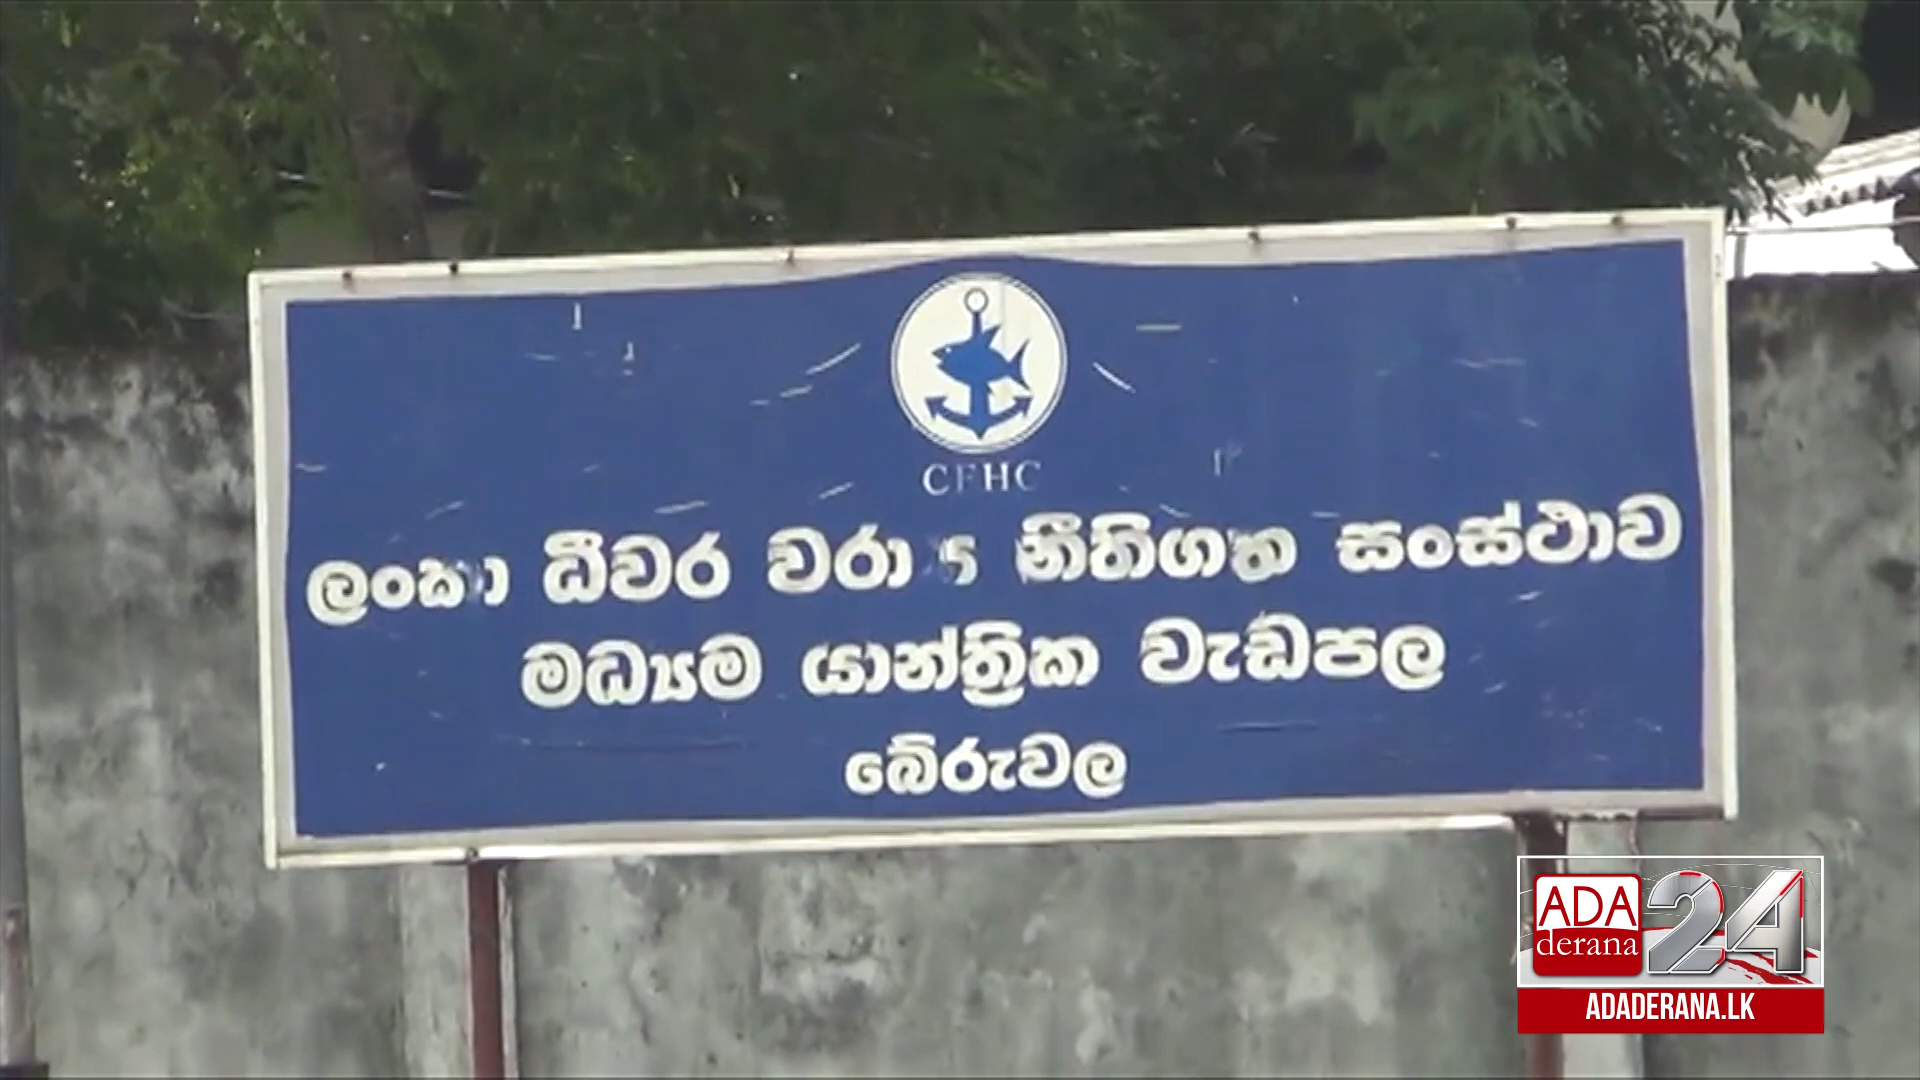 CFHC
ලංකා ධීවර වරාය නීතිගත සංස්ථාව
මධ්‍යම යාන්ත්‍රික වැඩපල
බේරුවල
ADA
derana
24
ADADERANA.LK